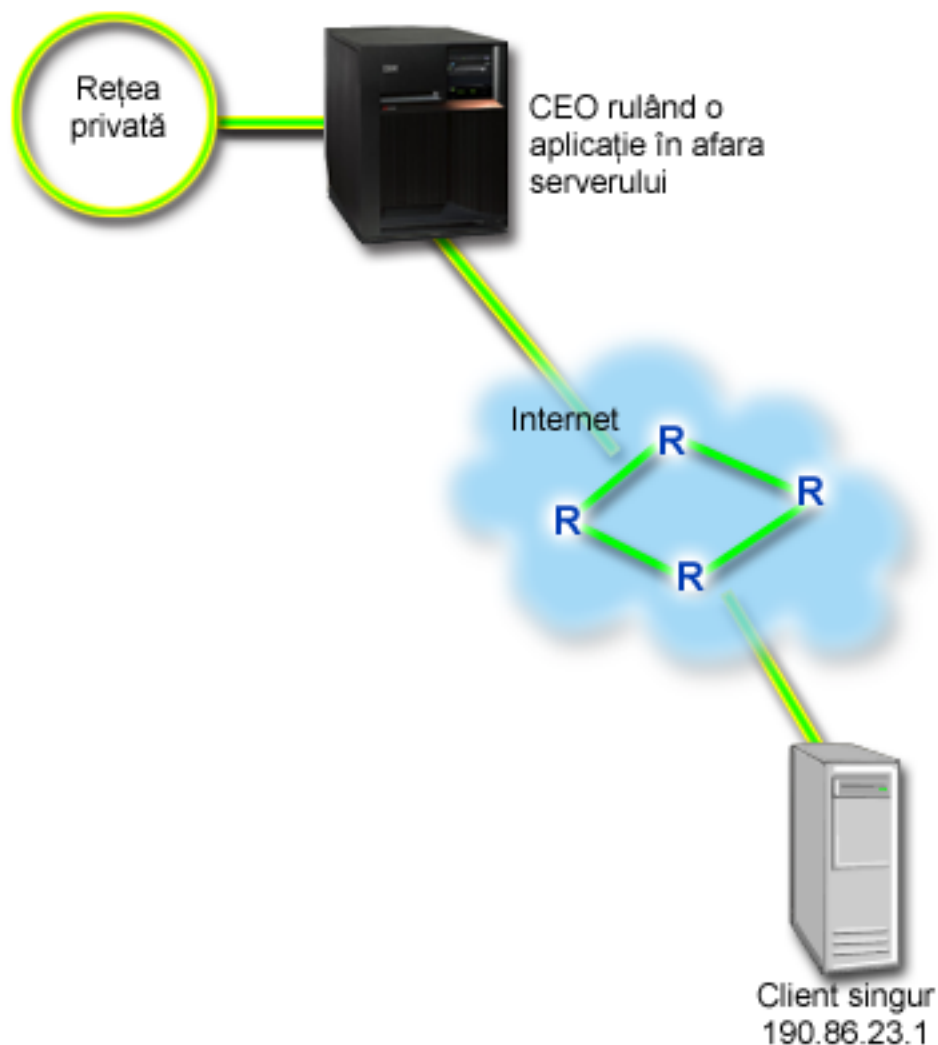 Rețea
privată
CEO rulând o
aplicație în afara
serverului
Internet
R
R
R
R
Client singur
190.86.23.1